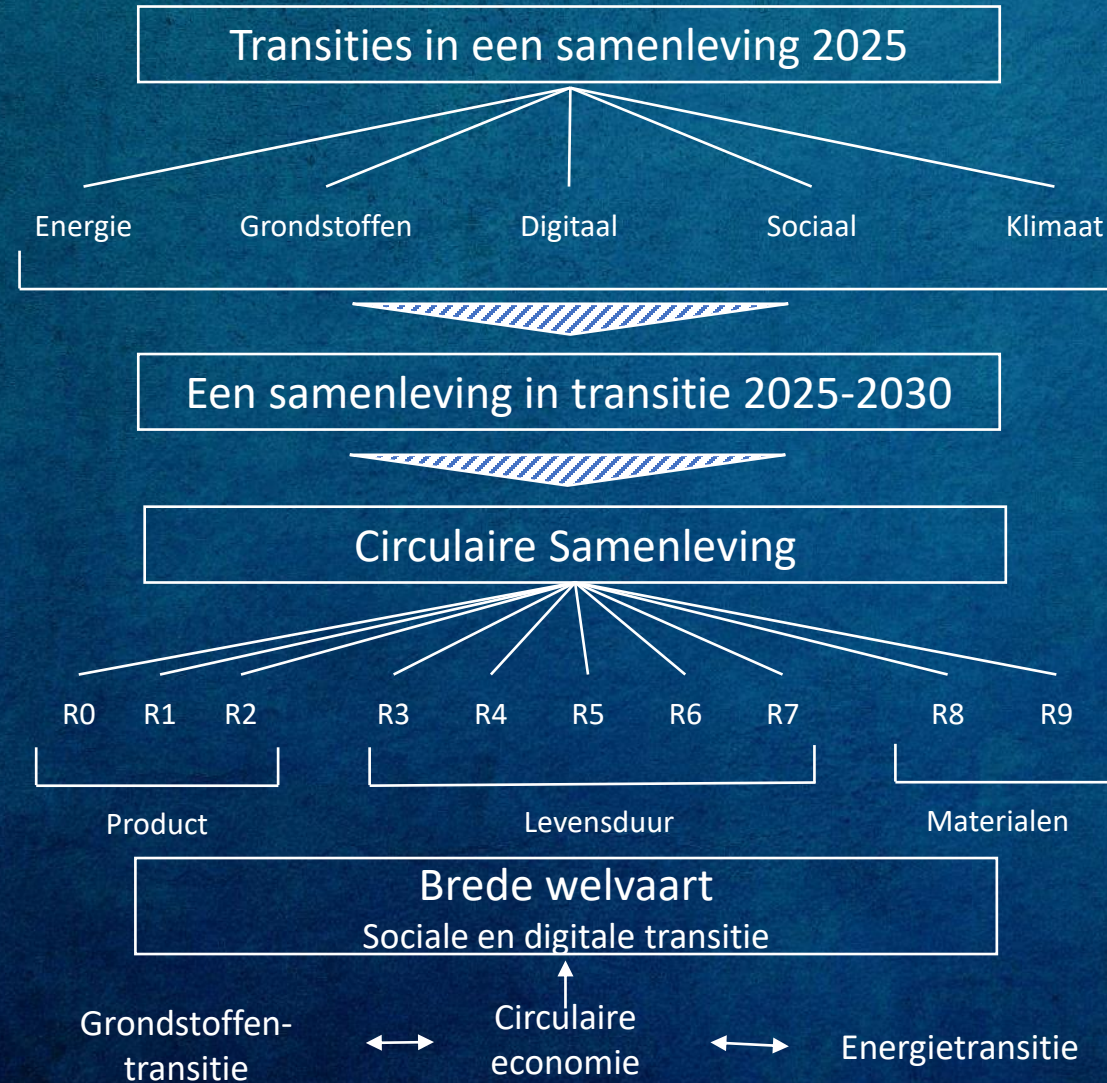 Transities in een samenleving 2025
Energie Grondstoffen Digitaal Sociaal Klimaat
Een samenleving in transitie 2025-2030
Circulaire Samenleving
R0 R1 R2 R3 R4 R5 R6 R7 R8 R9
Product Levensduur Materialen
Brede welvaart
Sociale en digitale transitie
Grondstoffen-
transitie
Circulaire
economie
Energietransitie